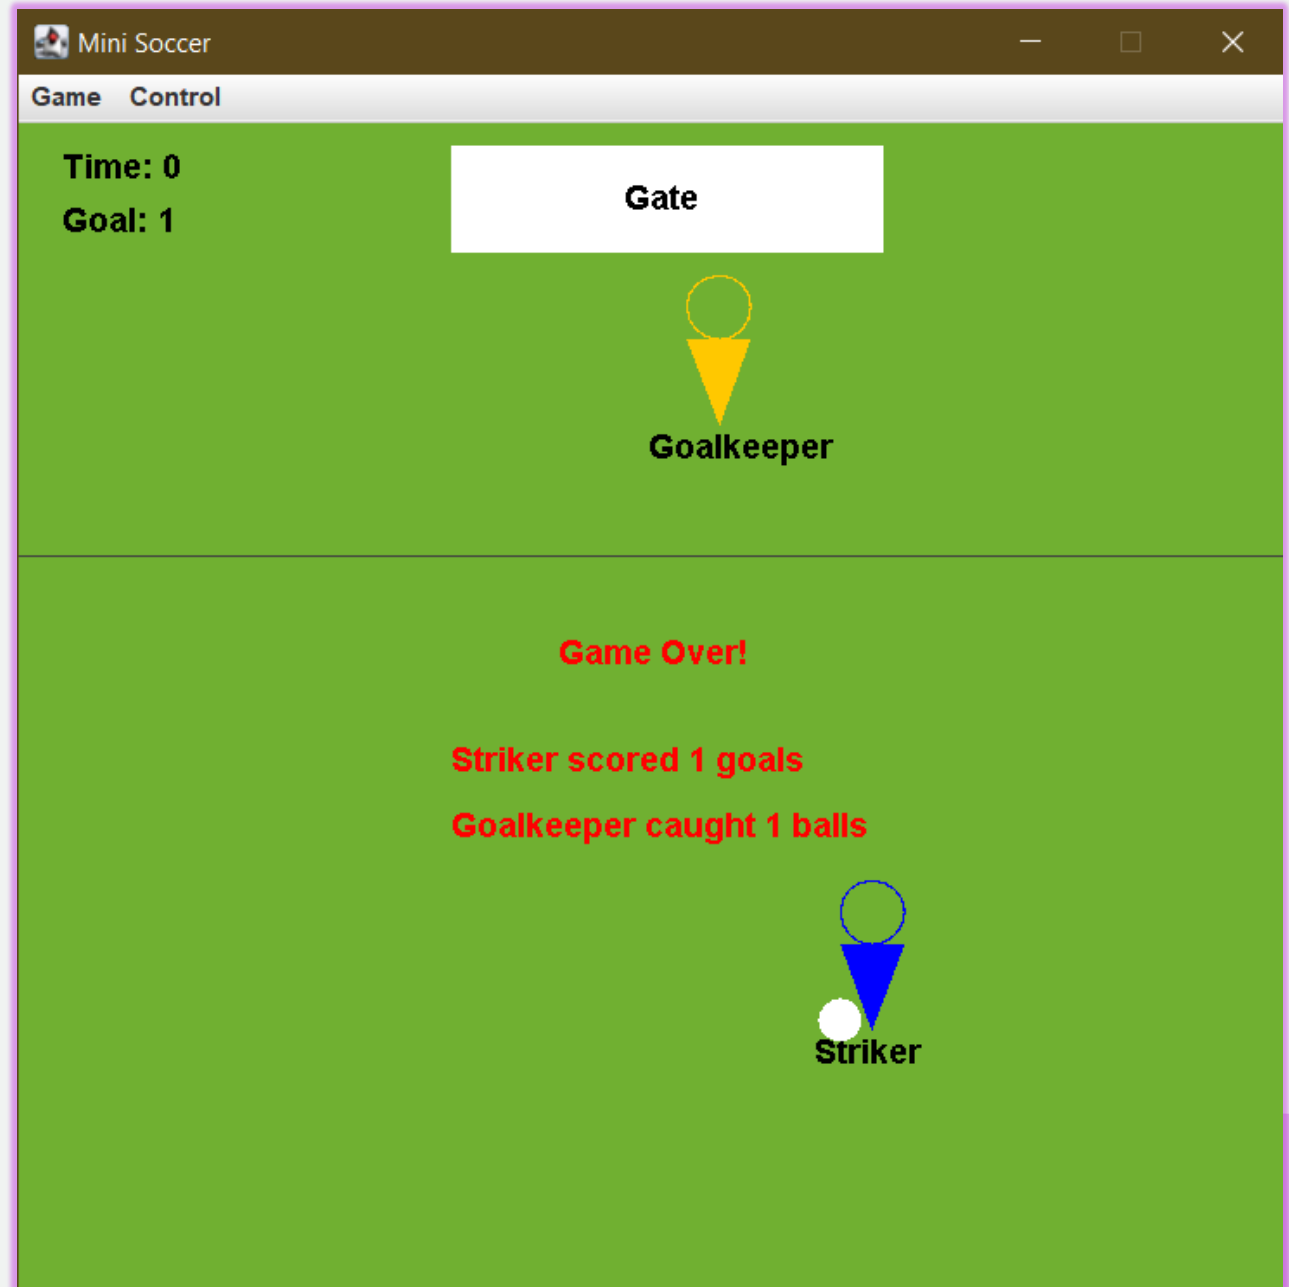 Mini Soccer
Game Control
Time: 0
Goal: 1
Gate
Goalkeeper
Game Over!
Striker scored 1 goals
Goalkeeper caught 1 balls
Striker